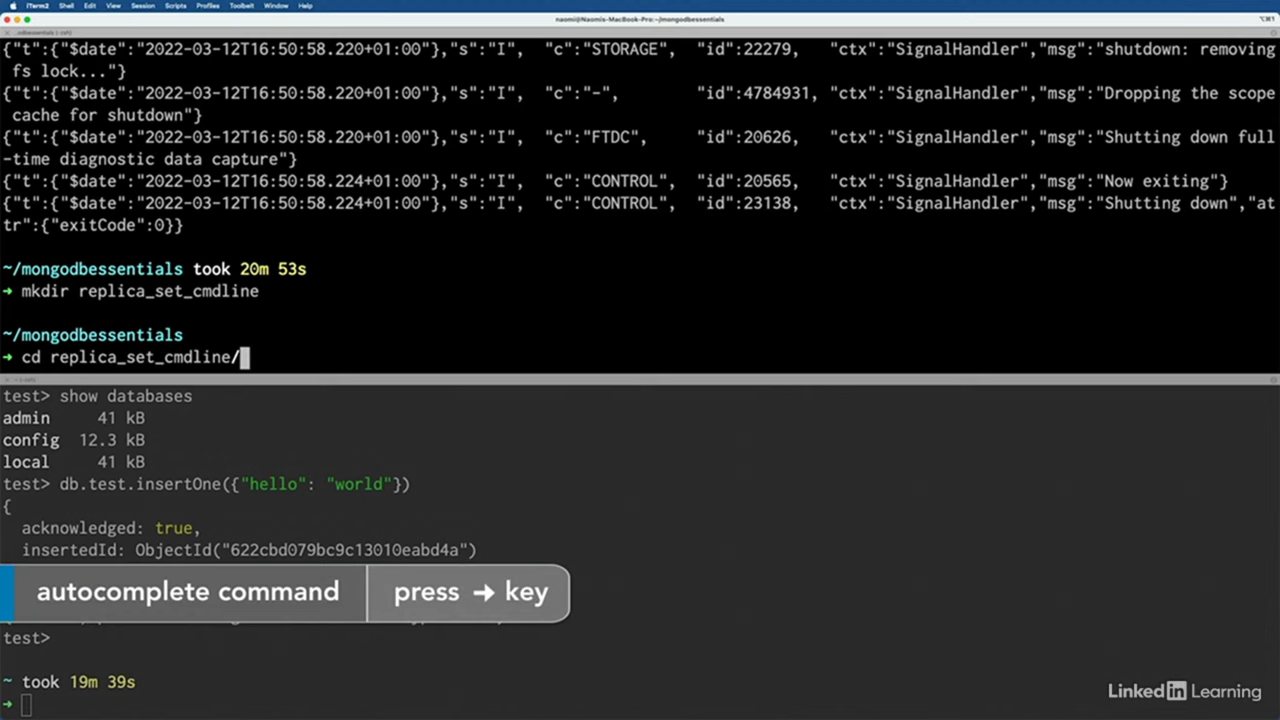 iTerm2 Shell Edit View Session Scripts Profiles Toolbelt Window Help
naomi@Naomis-MacBook-Pro:~/mongodbessentials
{"t":{"$date":"2022-03-12T16:50:58.220+01:00"},"s":"I", "c":"STORAGE", "id":22279, "ctx":"SignalHandler","msg":"shutdown: removing
fs lock..."}
{"t":{"$date":"2022-03-12T16:50:58.220+01:00"},"s":"I", "c":"-", "id":4784931, "ctx":"SignalHandler","msg":"Dropping the scope
cache for shutdown"}
{"t":{"$date":"2022-03-12T16:50:58.220+01:00"},"s":"I", "c":"FTDC", "id":20626, "ctx":"SignalHandler","msg":"Shutting down full
-time diagnostic data capture"}
{"t":{"$date":"2022-03-12T16:50:58.224+01:00"},"s":"I", "c":"CONTROL", "id":20565, "ctx":"SignalHandler","msg":"Now exiting"}
{"t":{"$date":"2022-03-12T16:50:58.224+01:00"},"s":"I", "c":"CONTROL", "id":23138, "ctx":"SignalHandler","msg":"Shutting down","at
tr":{"exitCode":0}}
~/mongodbessentials took 20m 53s
→ mkdir replica_set_cmdline
~/mongodbessentials
→ cd replica_set_cmdline/
test> show databases
admin 41 kB
config 12.3 kB
local 41 kB
test> db.test.insertOne({"hello": "world"})
{
acknowledged: true,
insertedId: ObjectId("622cbd079bc9c13010eabd4a")
autocomplete command press → key
test>
~ took 19m 39s
→
LinkedIn Learning